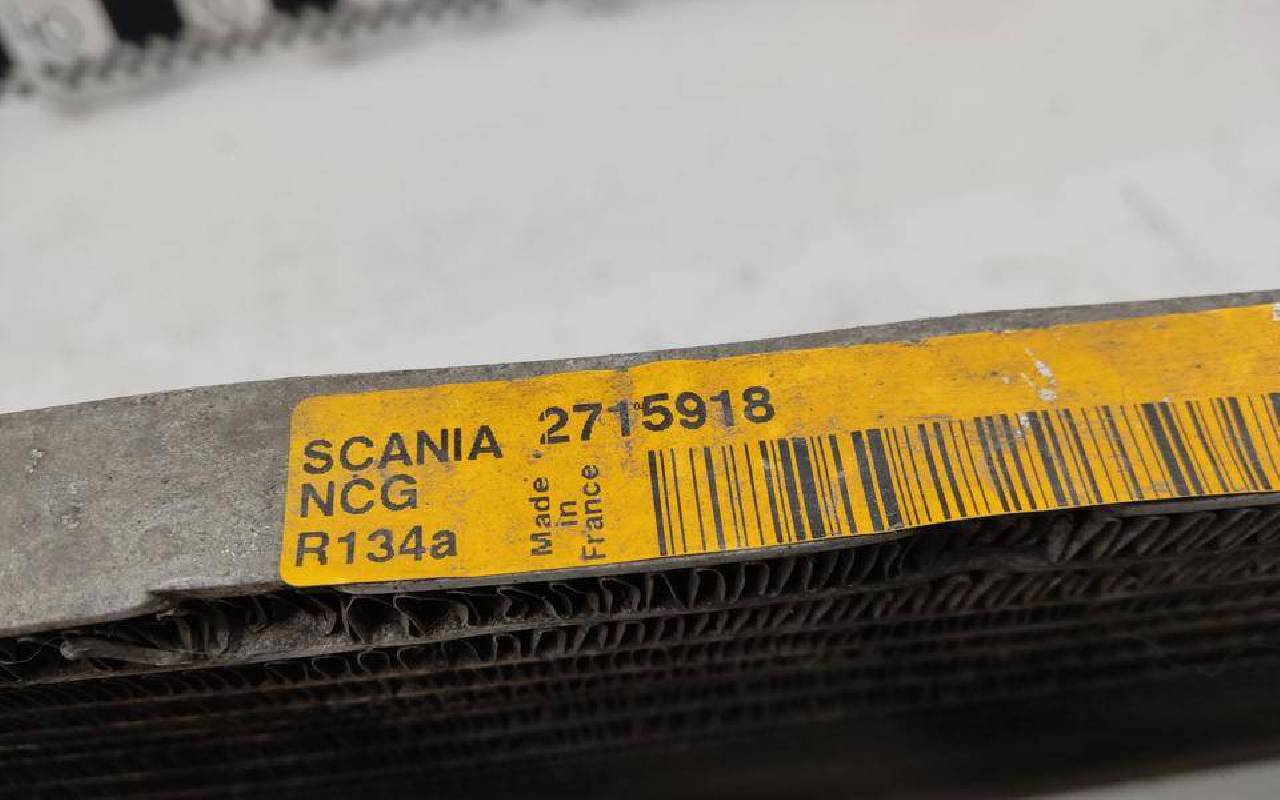 SCANIA 2715918
NCG
R134a
Made
in
France